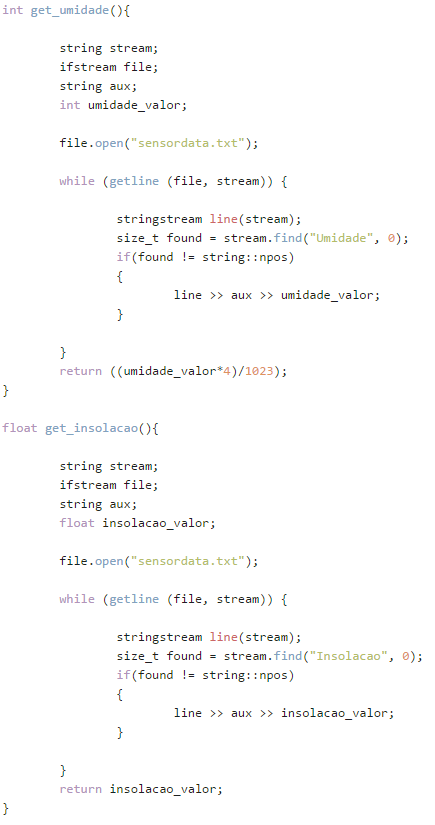 int get_umidade(){
string stream;
ifstream file;
string aux;
int umidade_valor;
file.open("sensordata.txt");
while (getline (file, stream)) {
stringstream line(stream);
size_t found = stream.find("Umidade", 0);
if(found != string::npos)
{
line >> aux >> umidade_valor;
}
}
return ((umidade_valor*4)/1023);
}
float get_insolacao(){
string stream;
ifstream file;
string aux;
float insolacao_valor;
file.open("sensordata.txt");
while (getline (file, stream)) {
stringstream line(stream);
size_t found = stream.find("Insolacao", 0);
if(found != string::npos)
{
line >> aux >> insolacao_valor;
}
}
return insolacao_valor;
}